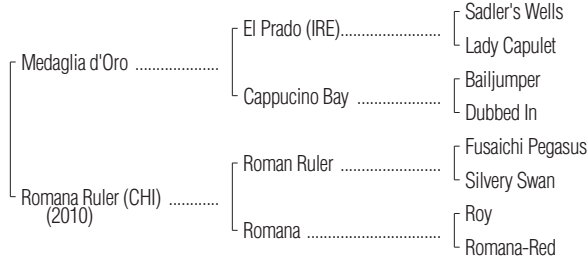 Sadler's Wells
El Prado (IRE)........................
Lady Capulet
Medaglia d'Oro ....................
Bailjumper
Cappucino Bay ....................
Dubbed In
Fusaichi Pegasus
Roman Ruler ........................
Silvery Swan
Romana Ruler (CHI) ............
(2010)
Roy
Romana ................................
Romana-Red